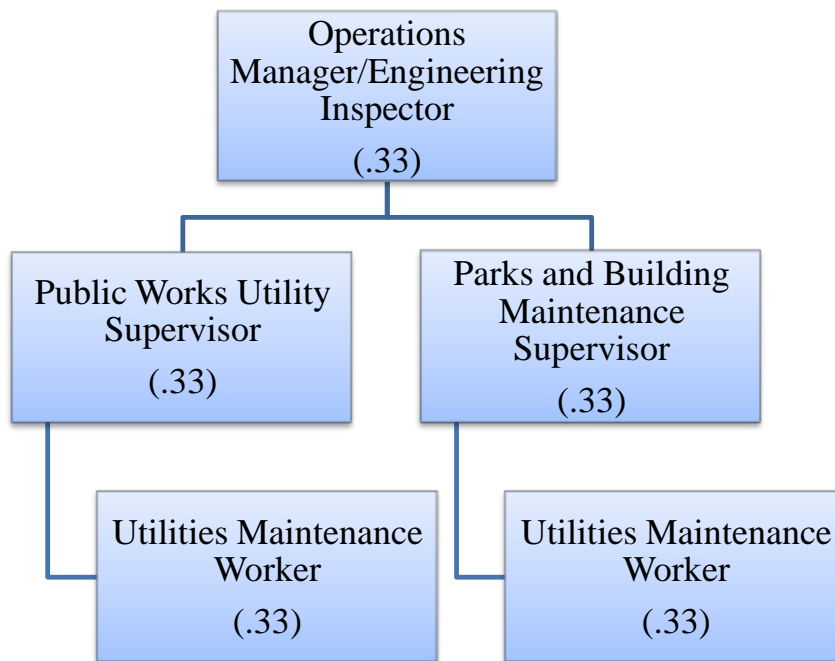 Operations
Manager/Engineering
Inspector
(.33)
Public Works Utility
Supervisor
(.33)
Parks and Building
Maintenance
Supervisor
(.33)
Utilities Maintenance
Worker
(.33)
Utilities Maintenance
Worker
(.33)